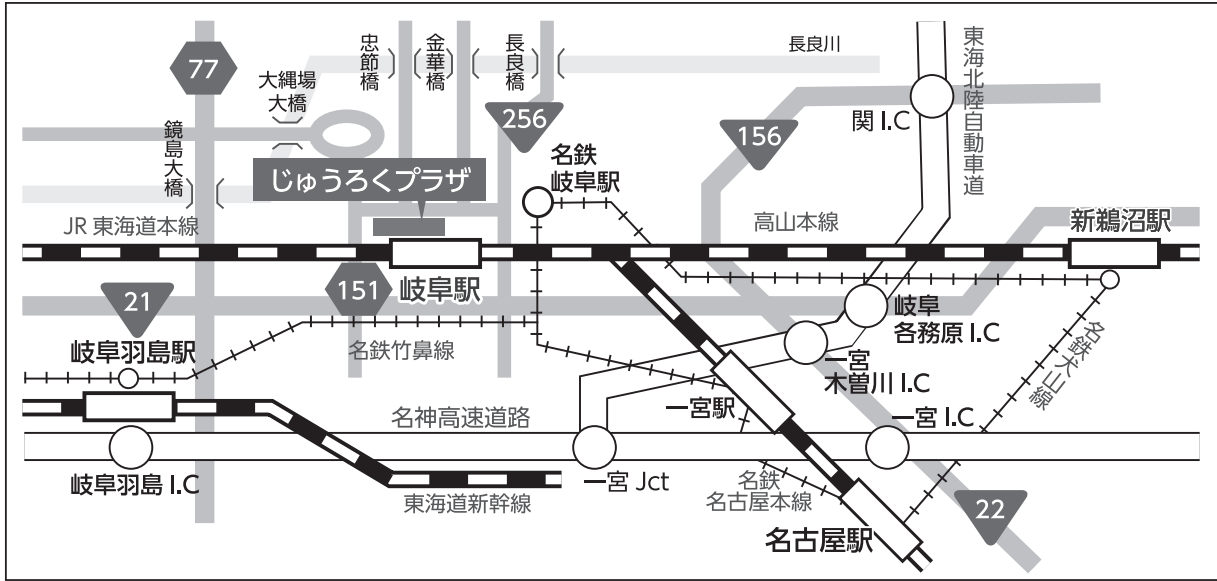 77
大縄場
大橋
忠節橋
金華橋
長良橋
長良川
東海北陸自動車道
鏡島大橋
256
156
関 I.C
名鉄
岐阜駅
じゅうろくプラザ
JR 東海道本線
高山本線
新鵜沼駅
21
151
岐阜駅
岐阜
各務原 I.C
岐阜羽島駅
名鉄竹鼻線
一宮
木曽川 I.C
名鉄犬山線
一宮駅
名神高速道路
一宮 I.C
岐阜羽島 I.C
東海道新幹線
一宮 Jct
名鉄
名古屋本線
22
名古屋駅